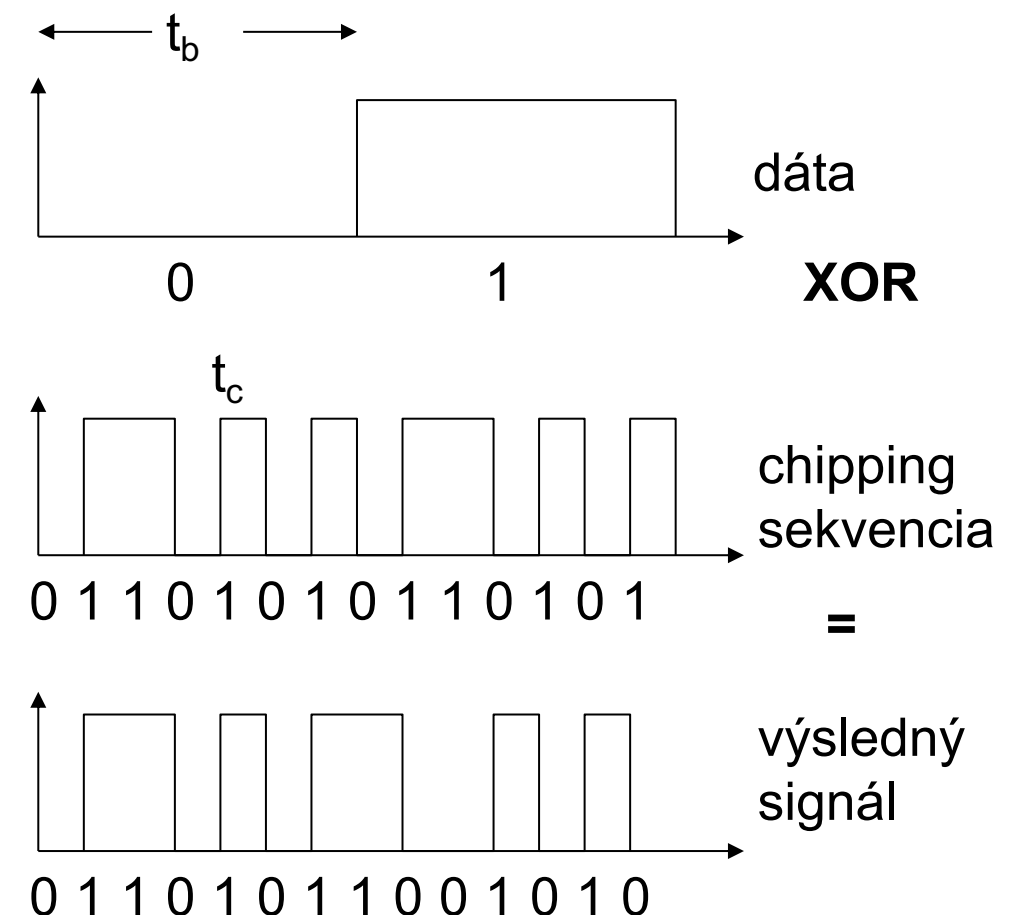 t_b
dáta
0 1 XOR
t_c
chipping
sekvencia
0 1 1 0 1 0 1 0 1 1 0 1 0 1
=
výsledný
signál
0 1 1 0 1 0 1 1 0 0 1 0 1 0